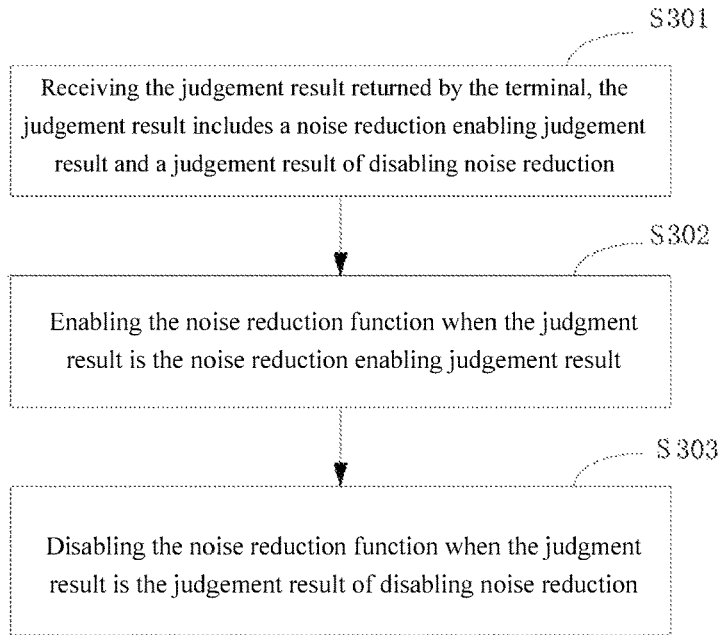 S301
Receiving the judgement result returned by the terminal, the
judgement result includes a noise reduction enabling judgement
result and a judgement result of disabling noise reduction
S302
Enabling the noise reduction function when the judgment
result is the noise reduction enabling judgement result
S303
Disabling the noise reduction function when the judgment
result is the judgement result of disabling noise reduction